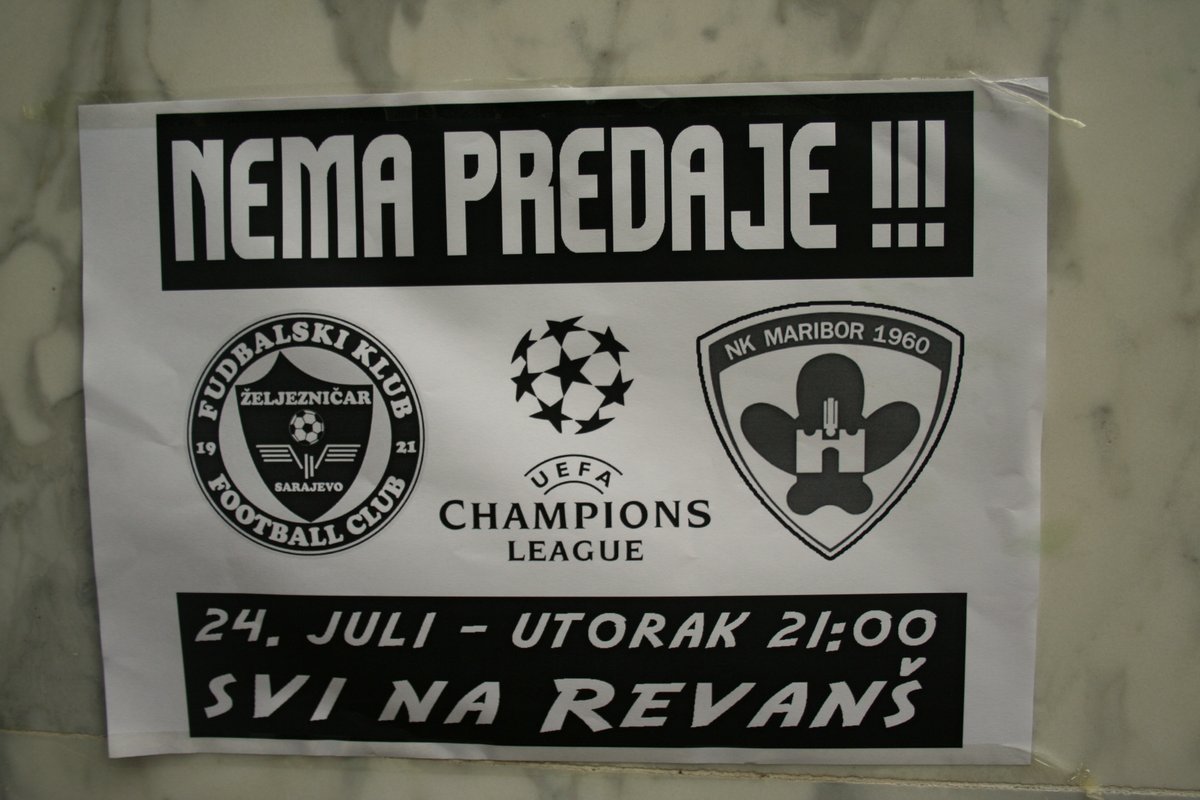 NEMA PREDAJE !!!
FUDBALSKI KLUB
ŽELJEZNIČAR
19 21
SARAJEVO
FOOTBALL CLUB
UEFA
CHAMPIONS
LEAGUE
NK MARIBOR 1960
24. JULI - UTORAK 21:00
SVI NA REVANŠ